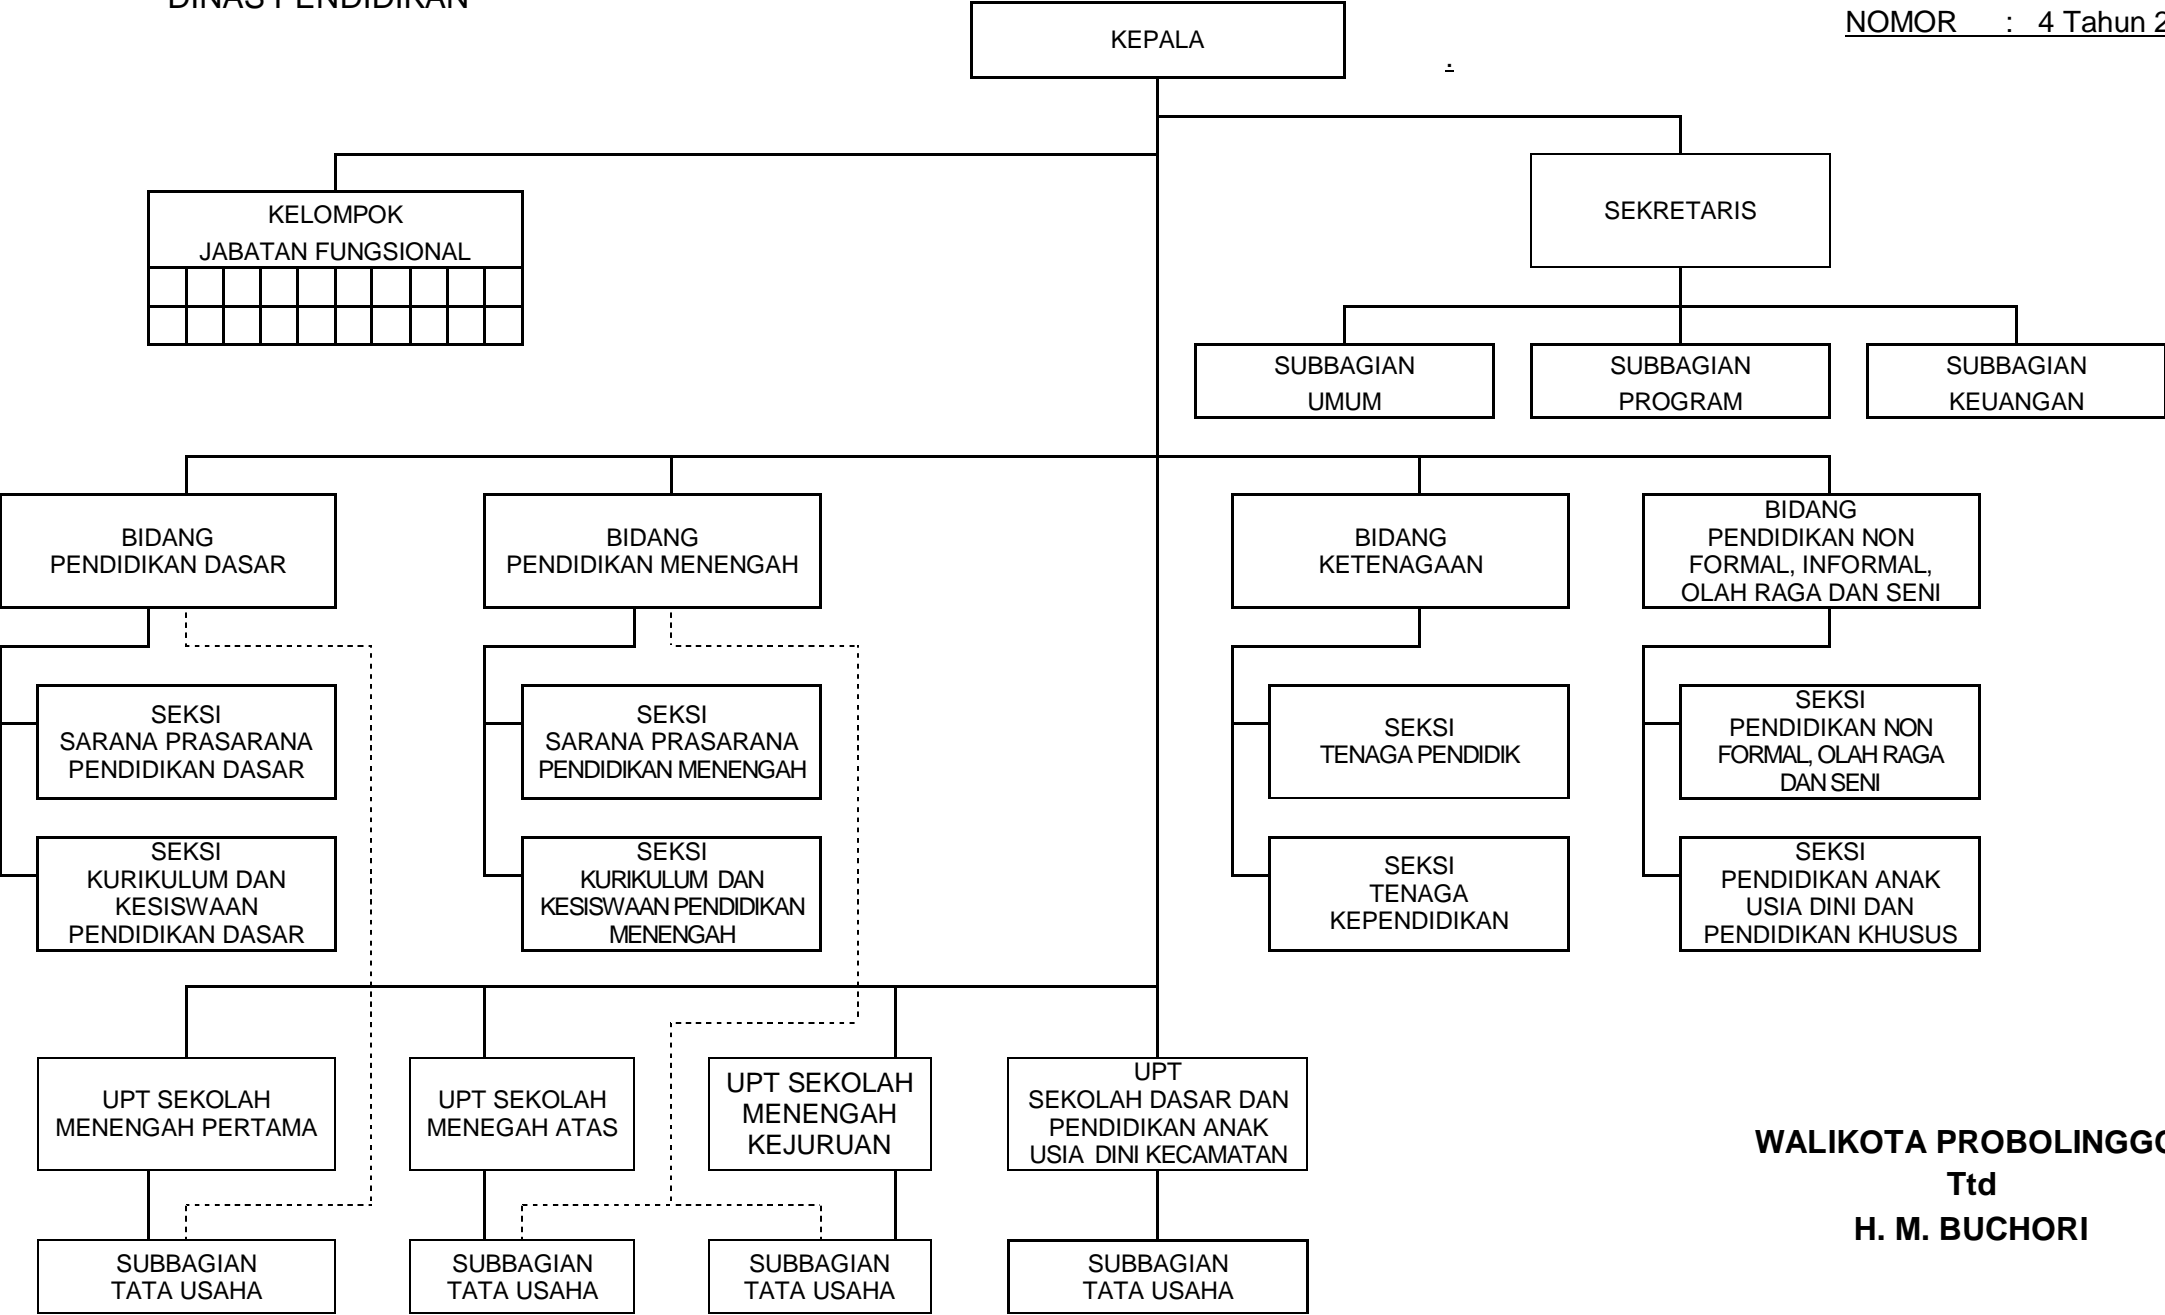 DINAS PENDIDIKAN
NOMOR : 4 Tahun 2
KEPALA
.
SEKRETARIS
KELOMPOK
JABATAN FUNGSIONAL
SUBBAGIAN
UMUM
SUBBAGIAN
PROGRAM
SUBBAGIAN
KEUANGAN
BIDANG
PENDIDIKAN DASAR
BIDANG
PENDIDIKAN MENENGAH
BIDANG
KETENAGAAN
BIDANG
PENDIDIKAN NON
FORMAL, INFORMAL,
OLAH RAGA DAN SENI
SEKSI
SARANA PRASARANA
PENDIDIKAN DASAR
SEKSI
SARANA PRASARANA
PENDIDIKAN MENENGAH
SEKSI
TENAGA PENDIDIK
SEKSI
PENDIDIKAN NON
FORMAL, OLAH RAGA
DAN SENI
SEKSI
KURIKULUM DAN
KESISWAAN
PENDIDIKAN DASAR
SEKSI
KURIKULUM DAN
KESISWAAN PENDIDIKAN
MENENGAH
SEKSI
TENAGA
KEPENDIDIKAN
SEKSI
PENDIDIKAN ANAK
USIA DINI DAN
PENDIDIKAN KHUSUS
UPT SEKOLAH
MENENGAH PERTAMA
UPT SEKOLAH
MENEGAH ATAS
UPT SEKOLAH
MENENGAH
KEJURUAN
UPT
SEKOLAH DASAR DAN
PENDIDIKAN ANAK
USIA DINI KECAMATAN
SUBBAGIAN
TATA USAHA
SUBBAGIAN
TATA USAHA
SUBBAGIAN
TATA USAHA
SUBBAGIAN
TATA USAHA
WALIKOTA PROBOLINGGO
Ttd
H. M. BUCHORI